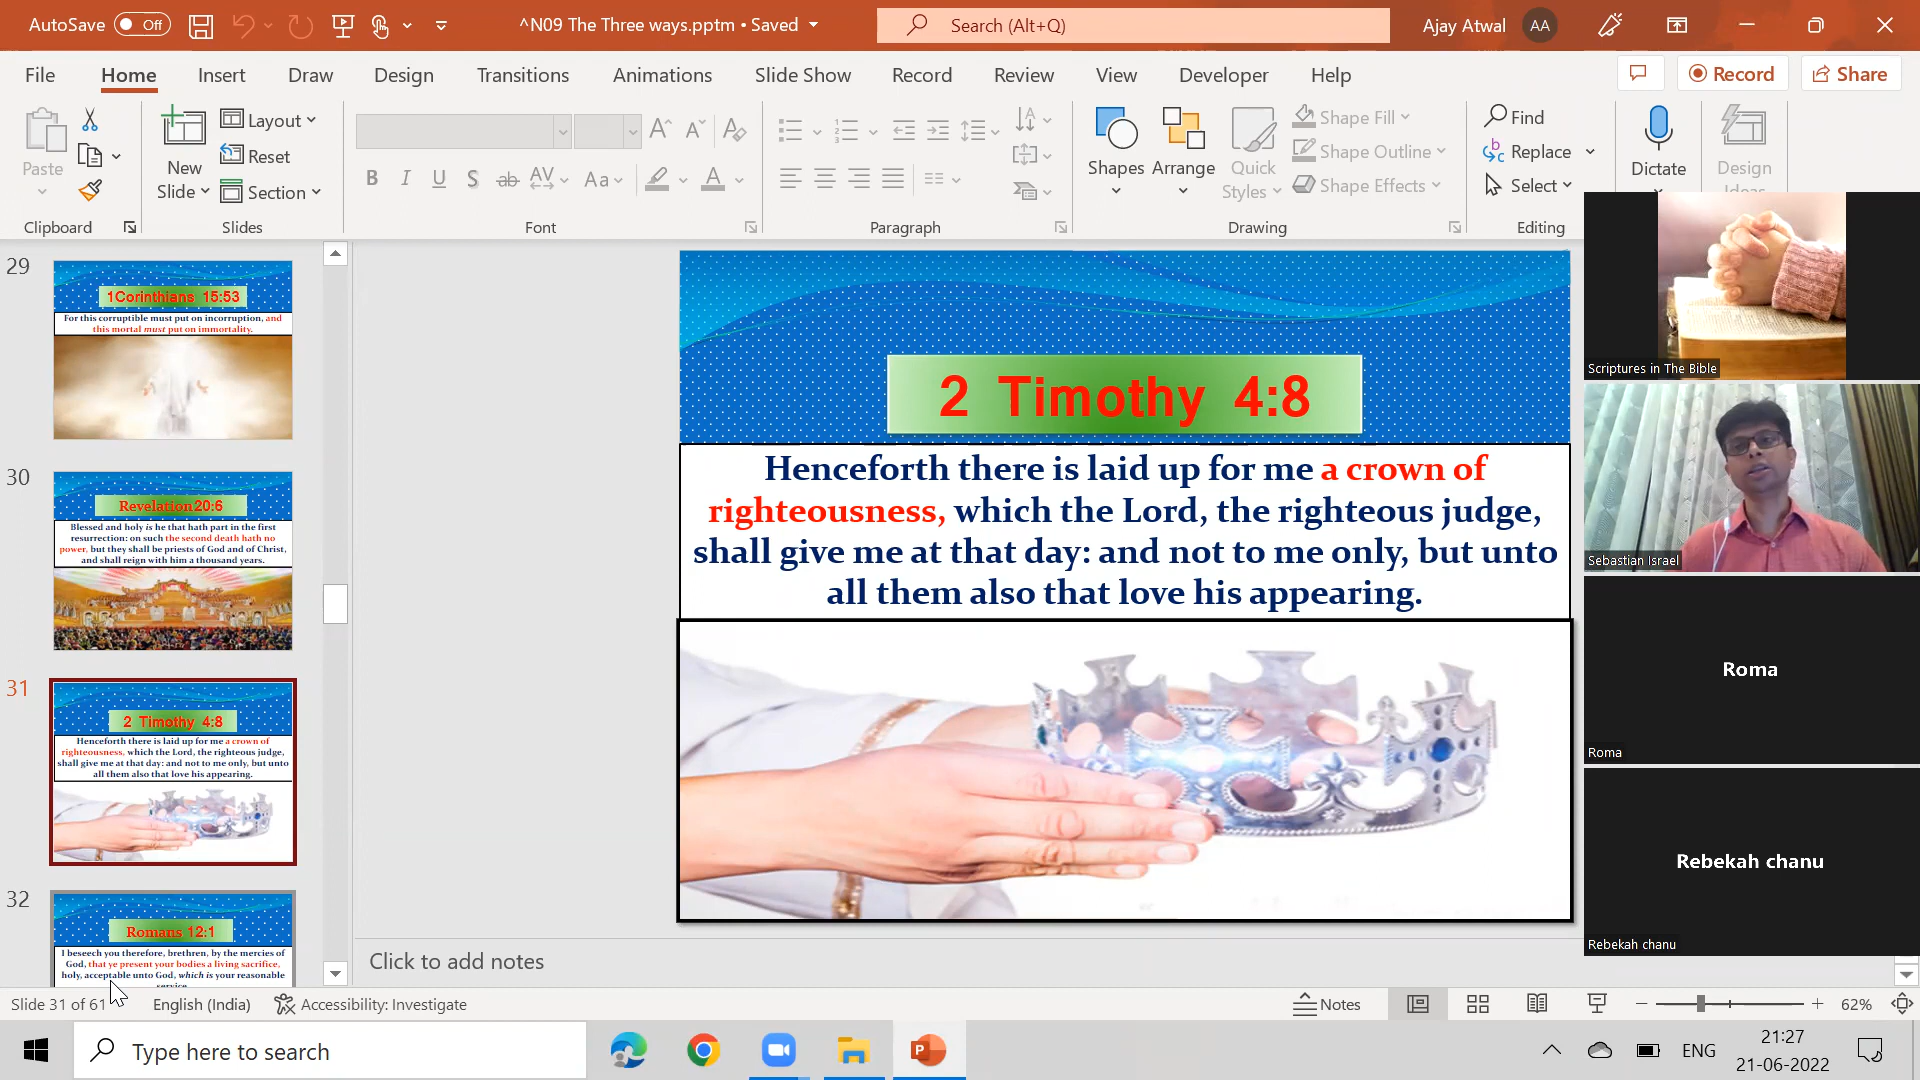 AutoSave Off
^N09 The Three ways.pptm • Saved
Search (Alt+Q)
Ajay Atwal AA
File Home Insert Draw Design Transitions Animations Slide Show Record Review View Developer Help
Record Share
Paste
New
Slide
Layout
Reset
Section
B I U S ab AV Aa A
Shapes Arrange Quick
Styles
Shape Fill
Shape Outline
Shape Effects
Find
Replace
Select
Dictate
Design
Ideas
Clipboard Slides Font Paragraph Drawing Editing
29
1Corinthians 15:53
For this corruptible must put on incorruption, and
this mortal must put on immortality.
30
Revelation20:6
Blessed and holy is he that hath part in the first
resurrection: on such the second death hath no
power, but they shall be priests of God and of Christ,
and shall reign with him a thousand years.
31
2 Timothy 4:8
Henceforth there is laid up for me a crown of
righteousness, which the Lord, the righteous judge,
shall give me at that day: and not to me only, but unto
all them also that love his appearing.
32
Romans 12:1
I beseech you therefore, brethren, by the mercies of
God, that ye present your bodies a living sacrifice,
holy, acceptable unto God, which is your reasonable
service.
2 Timothy 4:8
Henceforth there is laid up for me a crown of
righteousness, which the Lord, the righteous judge,
shall give me at that day: and not to me only, but unto
all them also that love his appearing.
Scriptures in The Bible
Sebastian Israel
Roma
Roma
Rebekah chanu
Rebekah chanu
Click to add notes
Slide 31 of 61
English (India)
Accessibility: Investigate
Notes
62%
Type here to search
ENG
21:27
21-06-2022